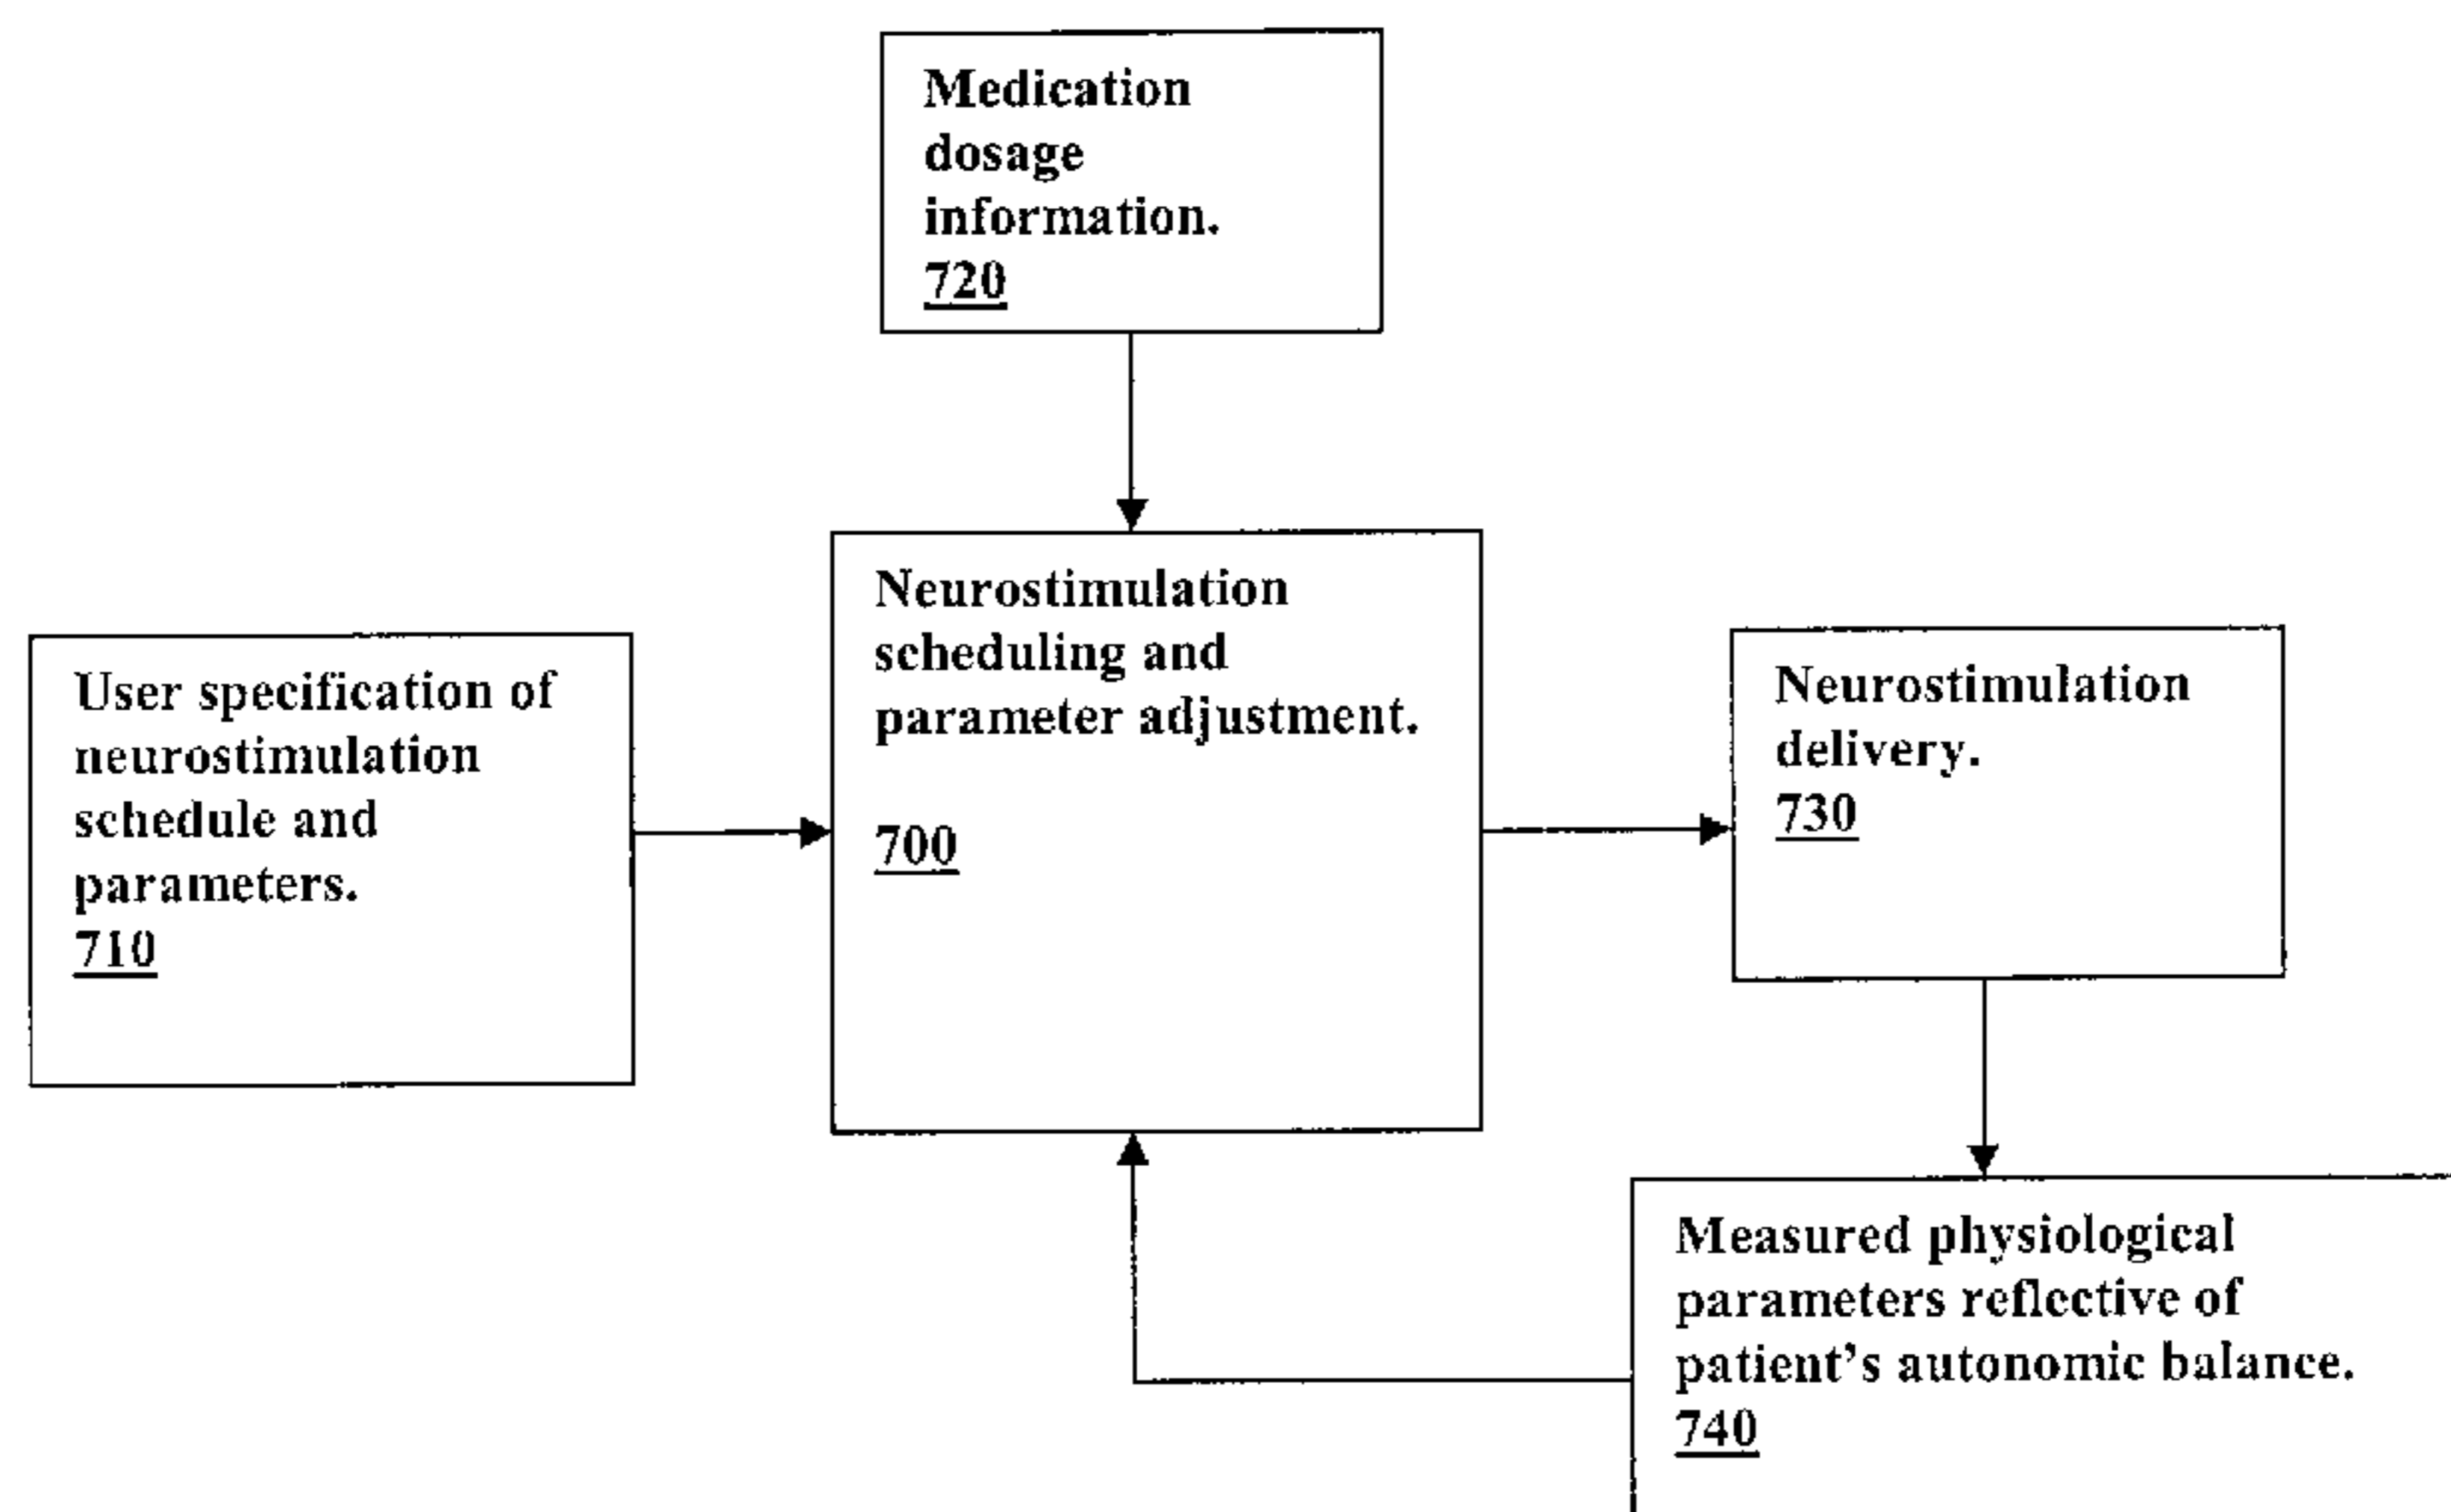 Medication
dosage
information.
720
Neurostimulation
scheduling and
parameter adjustment.
700
User specification of
neurostimulation
schedule and
parameters.
710
Neurostimulation
delivery.
730
Measured physiological
parameters reflective of
patient's autonomic balance.
740